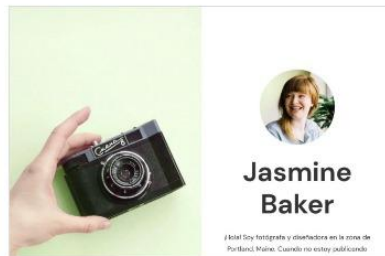 Jasmine
Baker
¡Hola! Soy fotógrafa y diseñadora en la zona de
Portland, Maine. Cuando no estoy publicando